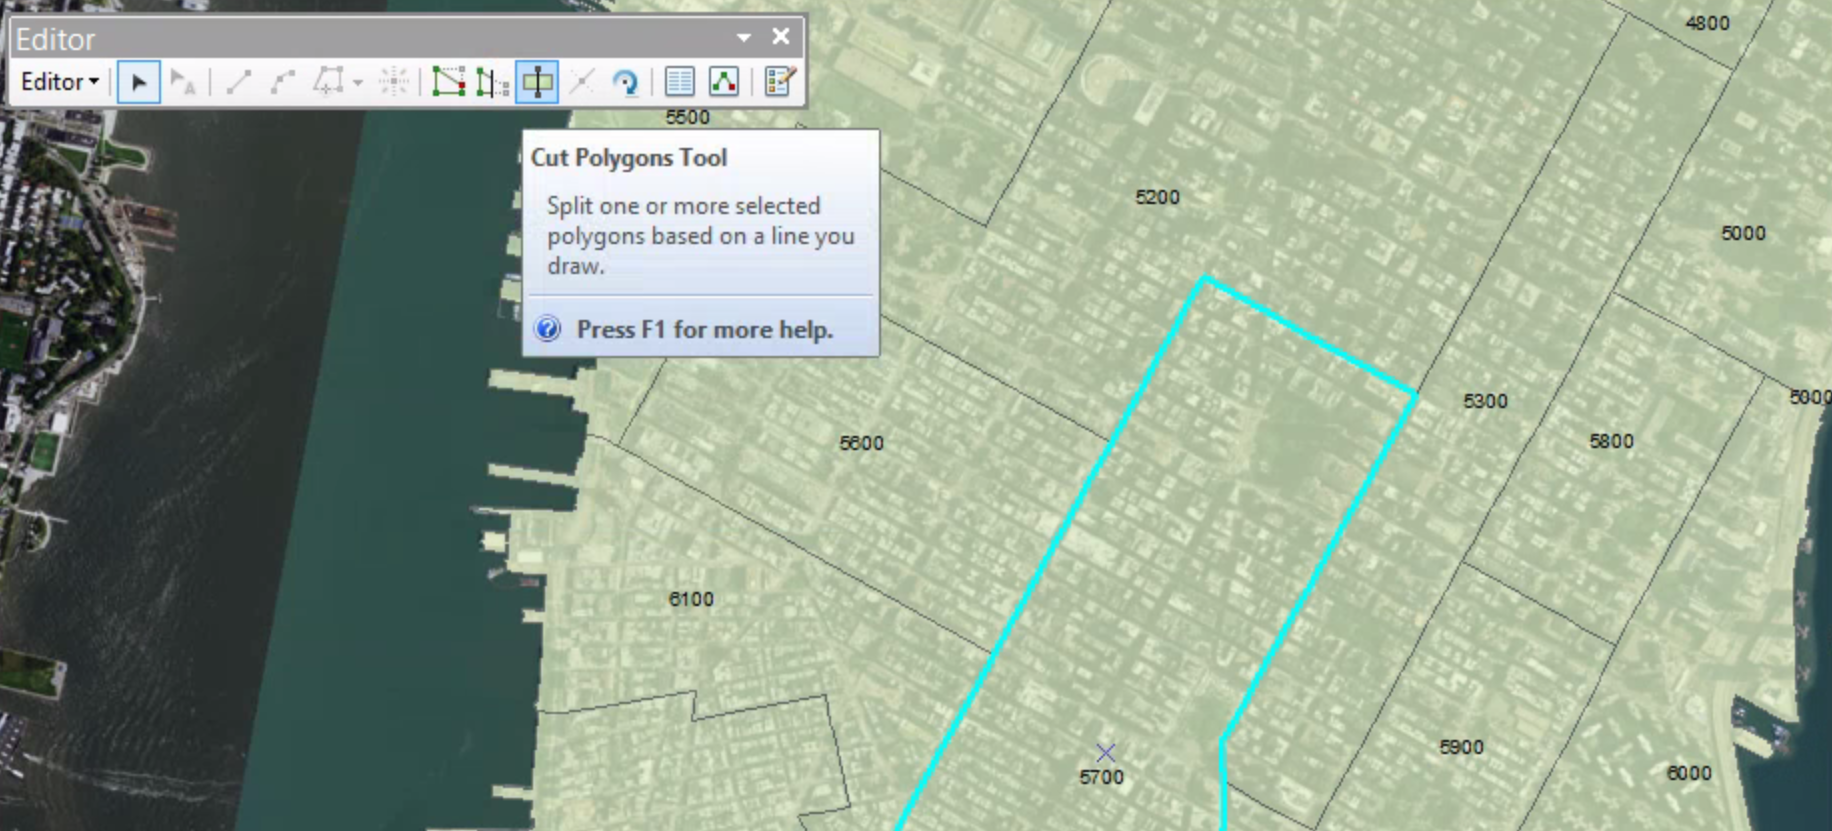 Editor
Editor
4800
5500
Cut Polygons Tool
Split one or more selected
polygons based on a line you
draw.
Press F1 for more help.
5200
5000
5300
5800
5600
6100
5700
5900
6000